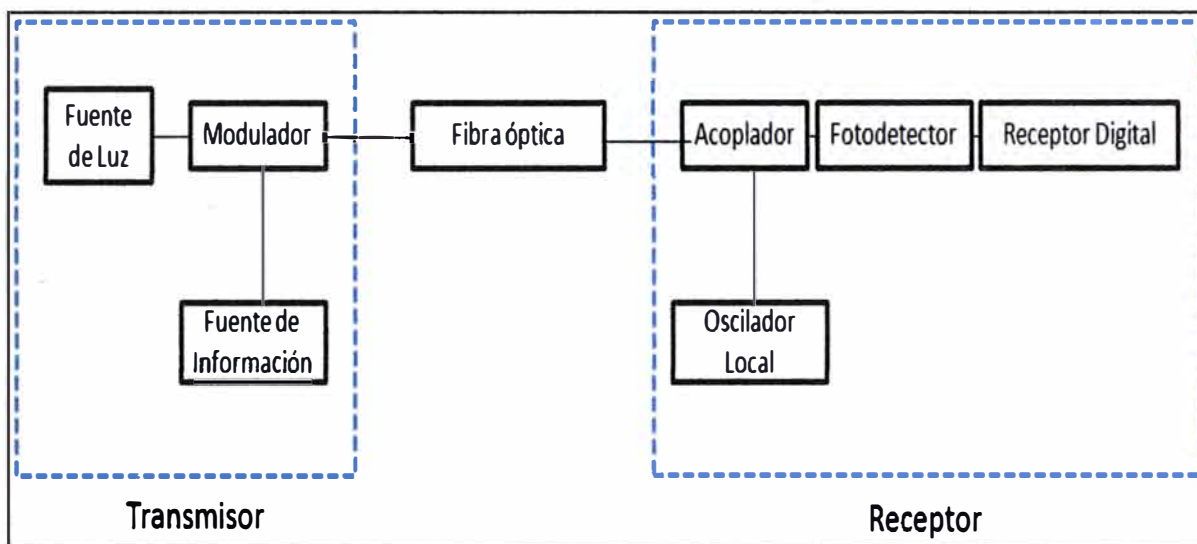 Fuente
de Luz
Modulador
Fibra óptica
Acoplador
Fotodetector
Receptor Digital
Fuente de
Información
Oscilador
Local
Transmisor
Receptor